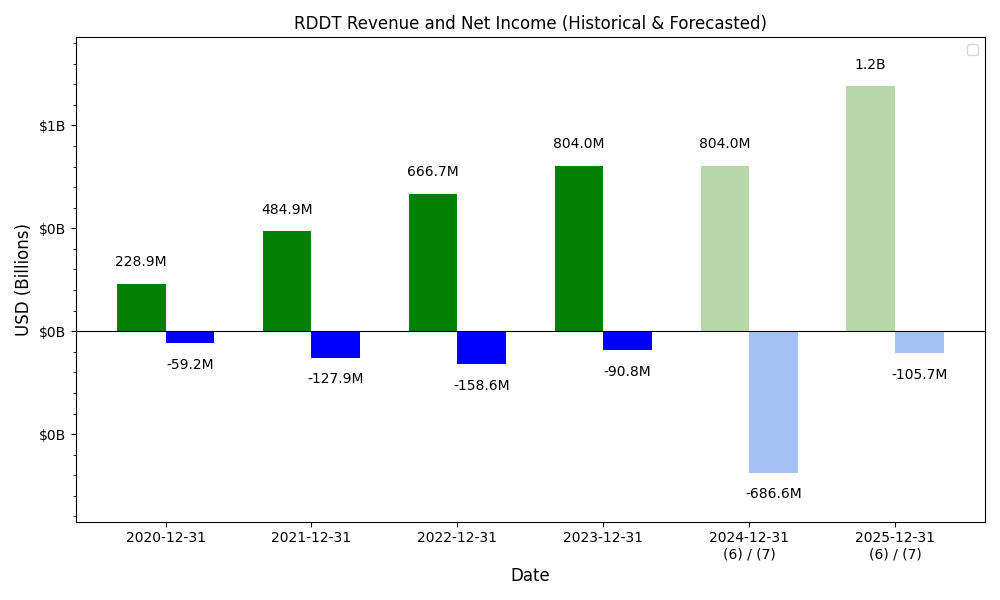 RDDT Revenue and Net Income (Historical & Forecasted)
1.2B
$1B
804.0M
804.0M
666.7M
484.9M
$0B
228.9M
USD (Billions)
$0B
-59.2M
-127.9M
-158.6M
-90.8M
-105.7M
$0B
-686.6M
2020-12-31
2021-12-31
2022-12-31
2023-12-31
2024-12-31
(6) / (7)
2025-12-31
(6) / (7)
Date